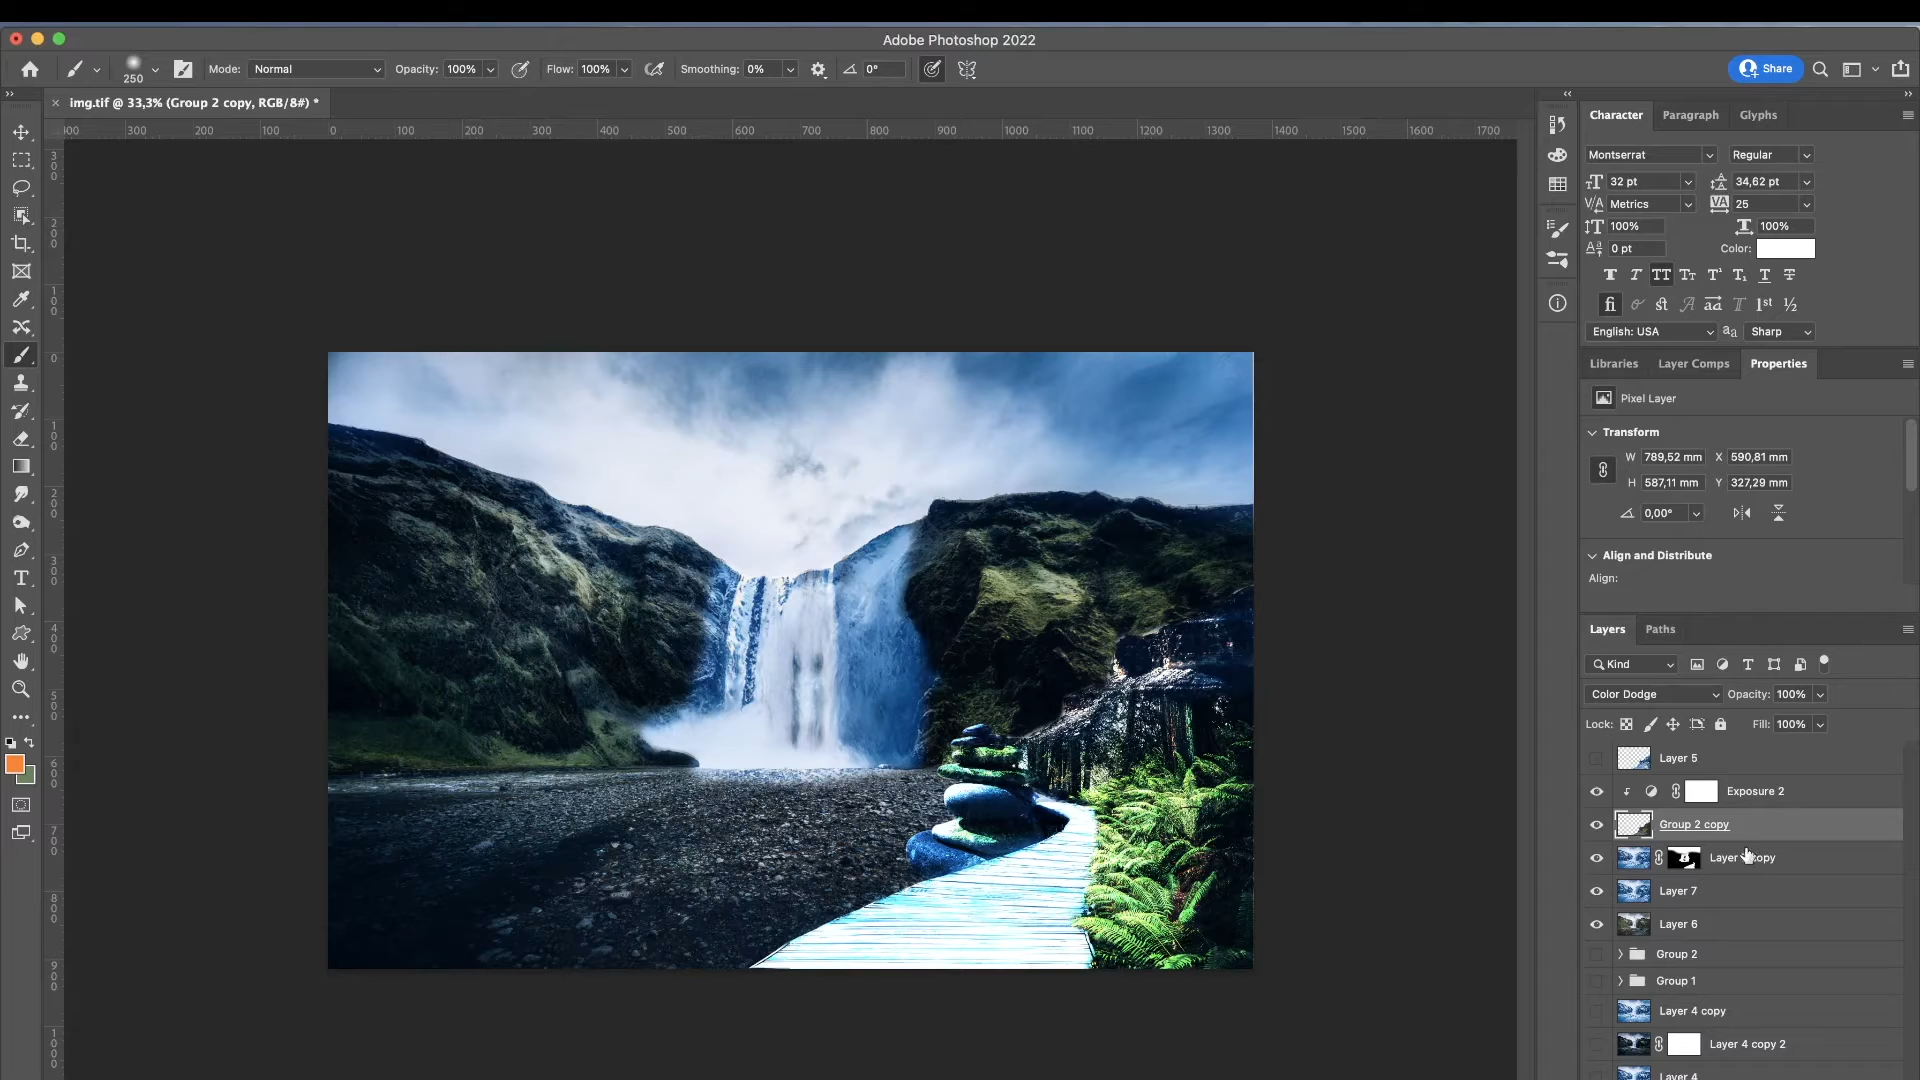 Adobe Photoshop 2022
250
Mode: Normal Opacity: 100% Flow: 100% Smoothing: 0% 0° Share
img.tif @ 33,3% (Group 2 copy, RGB/8#) *
300 200 100 0 100 200 300 400 500 600 700 800 900 1000 1100 1200 1300 1400 1500 1600 1700
Character Paragraph Glyphs
Montserrat Regular
32 pt 34,62 pt
Metrics 25
100% 100%
0 pt Color:
English: USA Sharp
Libraries Layer Comps Properties
Pixel Layer
Transform
W 789,52 mm X 590,81 mm
H 587,11 mm Y 327,29 mm
0,00°
Align and Distribute
Align:
Layers Paths
Kind
Color Dodge Opacity: 100%
Lock: Fill: 100%
Layer 5
Exposure 2
Group 2 copy
Layer copy
Layer 7
Layer 6
Group 2
Group 1
Layer 4 copy
Layer 4 copy 2
Layer 4